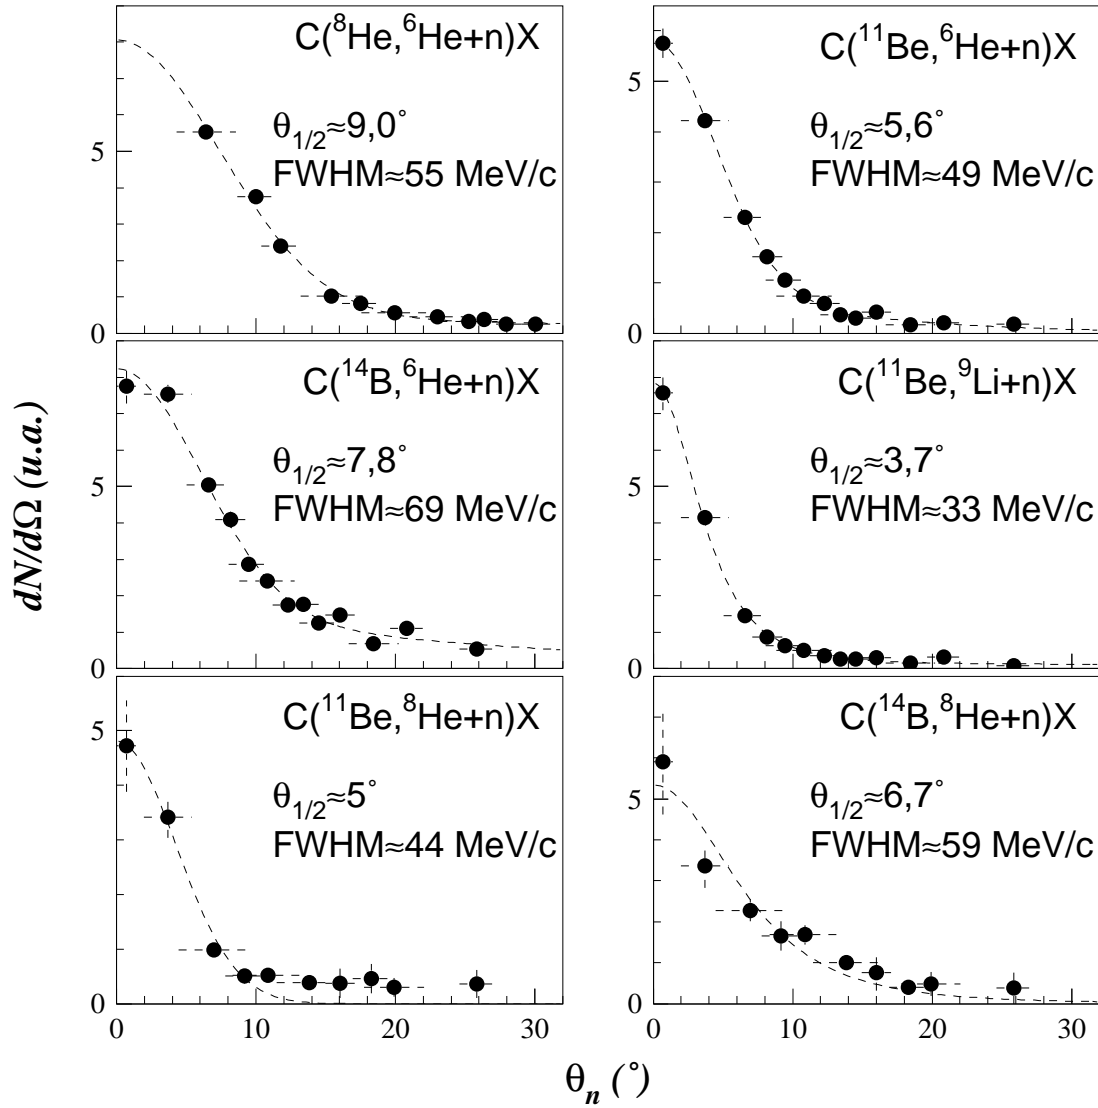 C(⁸He,⁶He+n)X
θ1/2≈9,0°
FWHM≈55 MeV/c
5
0
C(¹¹Be,⁶He+n)X
θ1/2≈5,6°
FWHM≈49 MeV/c
5
0
C(¹⁴B,⁶He+n)X
θ1/2≈7,8°
FWHM≈69 MeV/c
5
0
C(¹¹Be,⁹Li+n)X
θ1/2≈3,7°
FWHM≈33 MeV/c
5
0
C(¹¹Be,⁸He+n)X
θ1/2≈5°
FWHM≈44 MeV/c
5
0
0 10 20 30
C(¹⁴B,⁸He+n)X
θ1/2≈6,7°
FWHM≈59 MeV/c
5
0
0 10 20 30
dN/dΩ (u.a.)
θn (°)